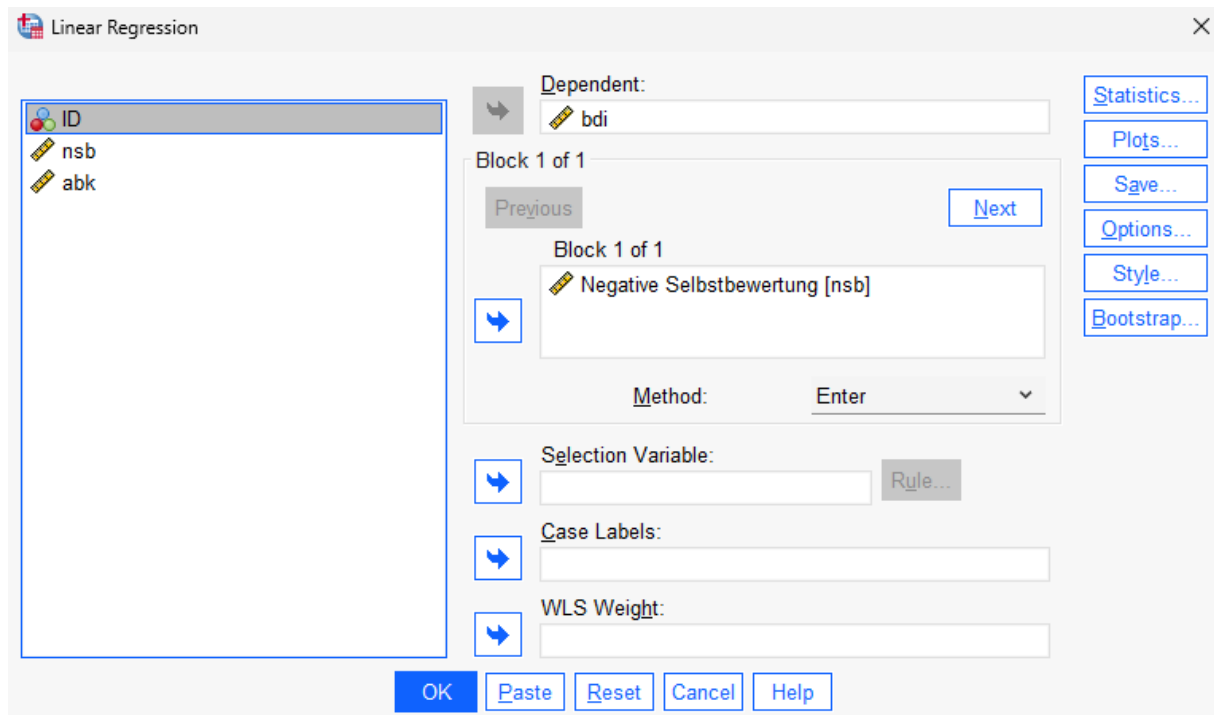 Linear Regression
ID
nsb
abk
Dependent:
bdi
Block 1 of 1
Previous
Next
Block 1 of 1
Negative Selbstbewertung [nsb]
Method:
Enter
Selection Variable:
Rule...
Case Labels:
WLS Weight:
Statistics...
Plots...
Save...
Options...
Style...
Bootstrap...
OK
Paste
Reset
Cancel
Help